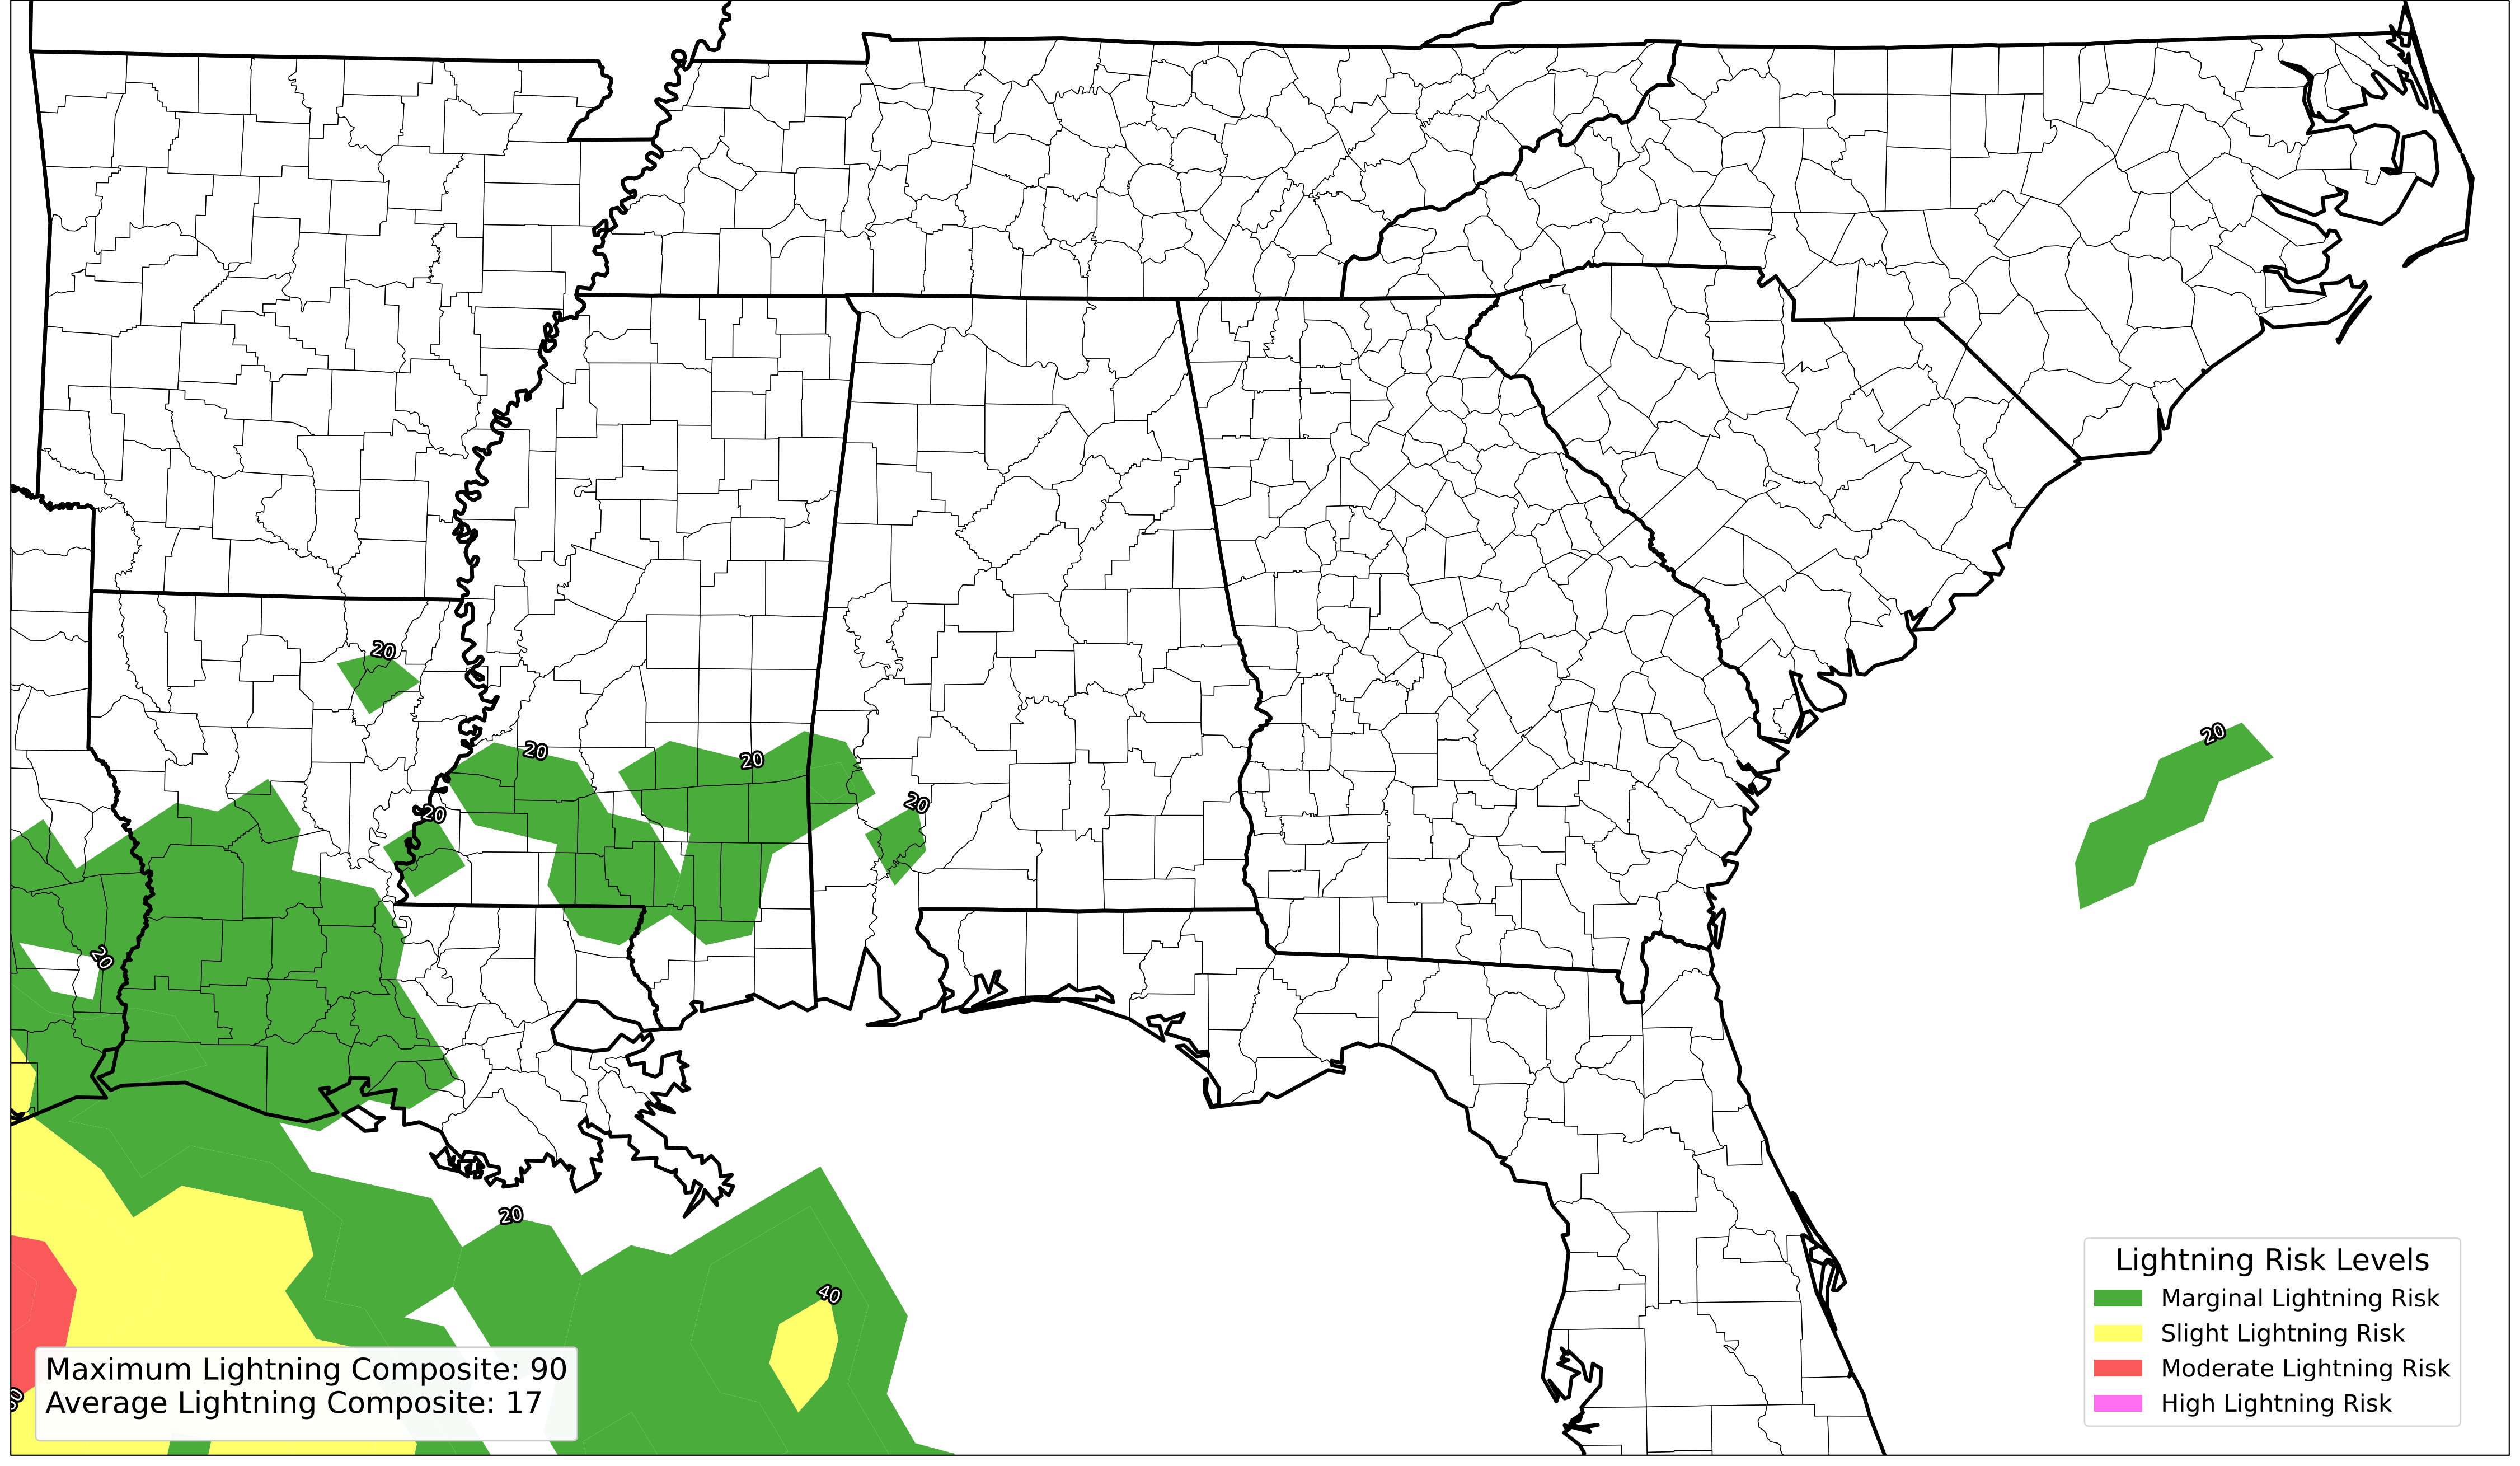 20
20
20
20
20
20
20
20
40
Lightning Risk Levels
Marginal Lightning Risk
Slight Lightning Risk
Moderate Lightning Risk
High Lightning Risk
Maximum Lightning Composite: 90
Average Lightning Composite: 17